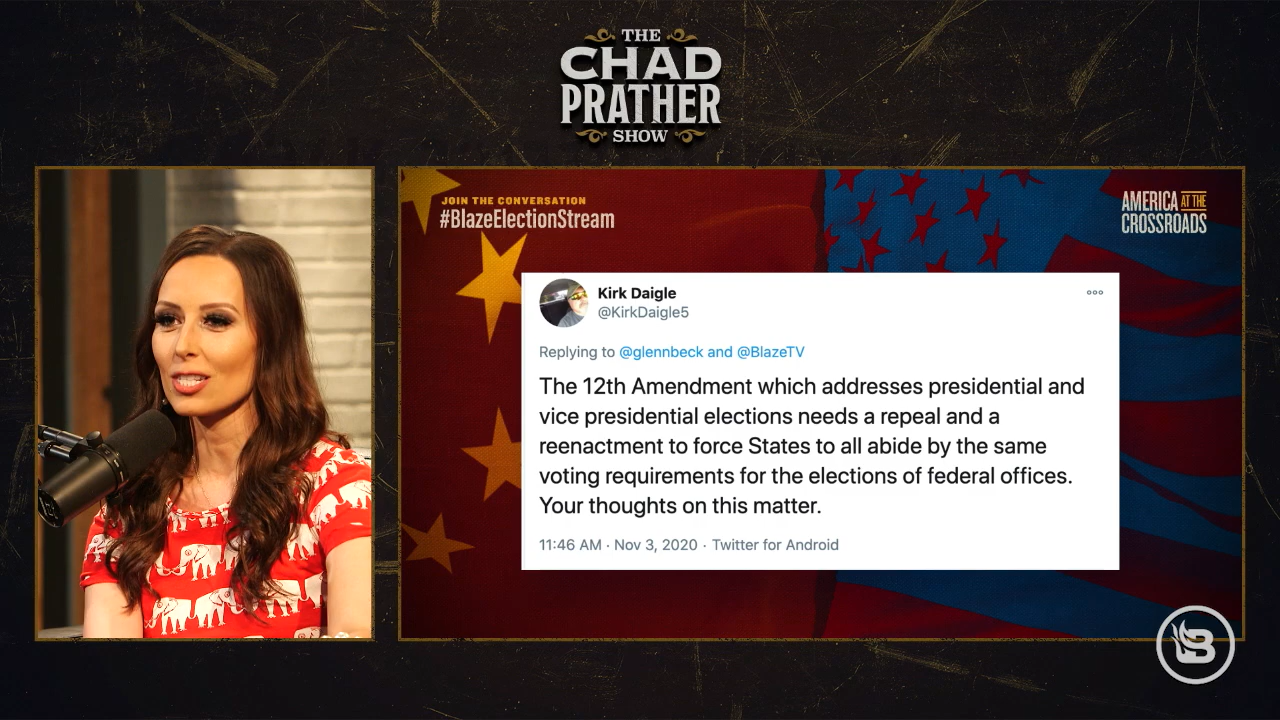 THE
CHAD
PRATHER
SHOW
JOIN THE CONVERSATION
#BlazeElectionStream
AMERICA AT THE
CROSSROADS
Kirk Daigle
@KirkDaigle5
Replying to @glennbeck and @BlazeTV
The 12th Amendment which addresses presidential and
vice presidential elections needs a repeal and a
reenactment to force States to all abide by the same
voting requirements for the elections of federal offices.
Your thoughts on this matter.
11:46 AM · Nov 3, 2020 · Twitter for Android
B